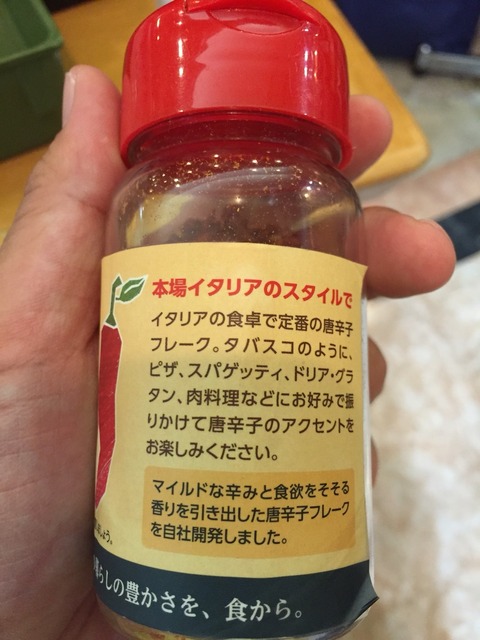 本場イタリアのスタイルで
イタリアの食卓で定番の唐辛子
フレーク。タバスコのように、
ピザ、スパゲッティ、ドリア・グラ
タン、肉料理などにお好みで振
りかけて唐辛子のアクセントを
お楽しみください。
マイルドな辛みと食欲をそそる
香りを引き出した唐辛子フレーク
を自社開発しました。
しょう。
らしの豊かさを、食から。